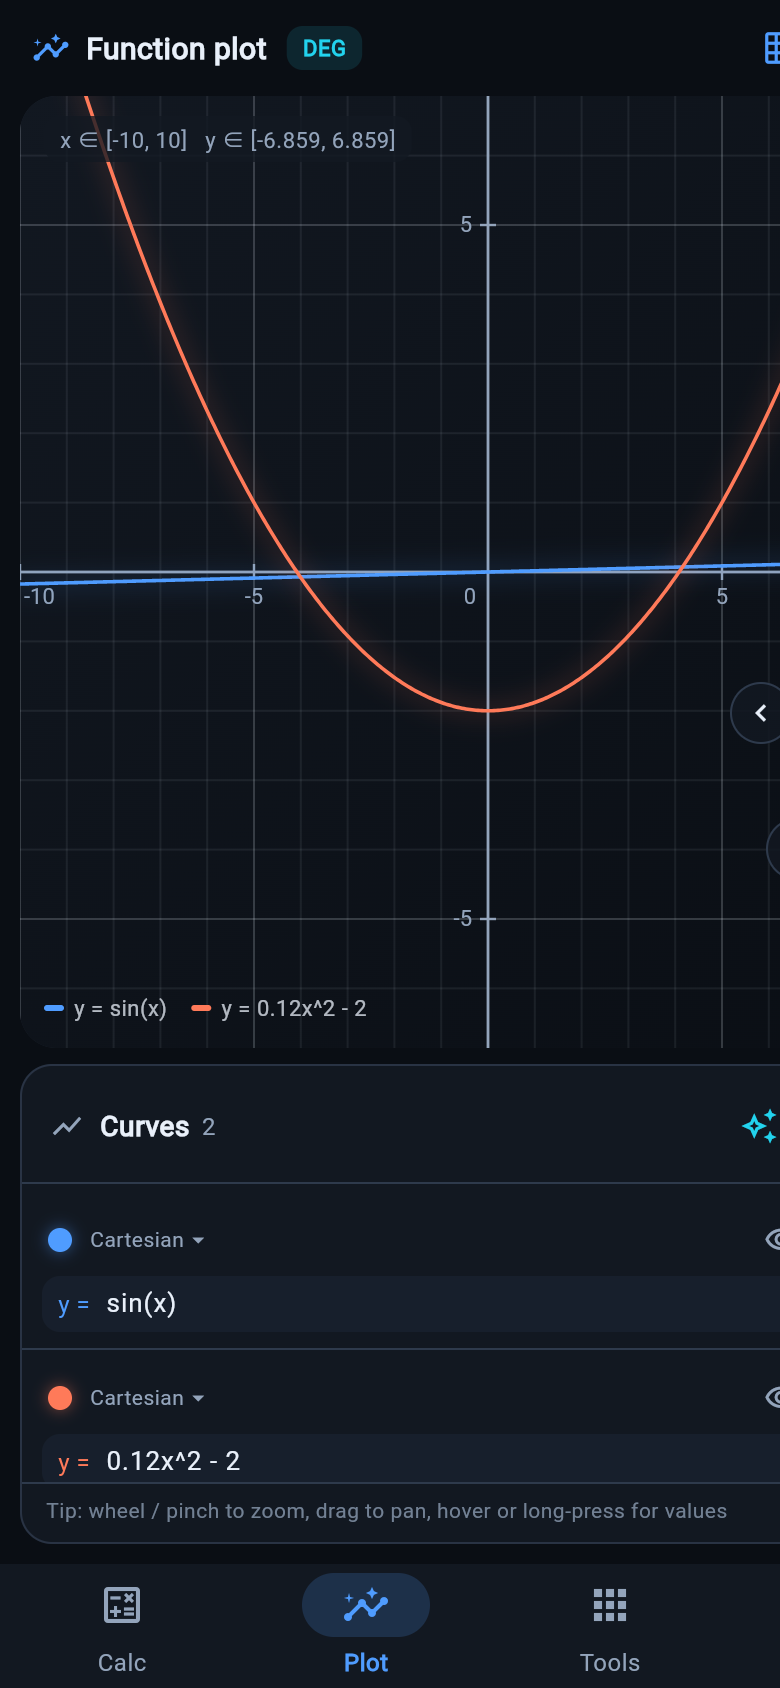 Function plot DEG
x ∈ [-10, 10] y ∈ [-6.859, 6.859]
5
-10 -5 0 5
-5
y = sin(x) y = 0.12x^2 - 2
Curves 2
Cartesian
y = sin(x)
Cartesian
y = 0.12x^2 - 2
Tip: wheel / pinch to zoom, drag to pan, hover or long-press for values
Calc Plot Tools